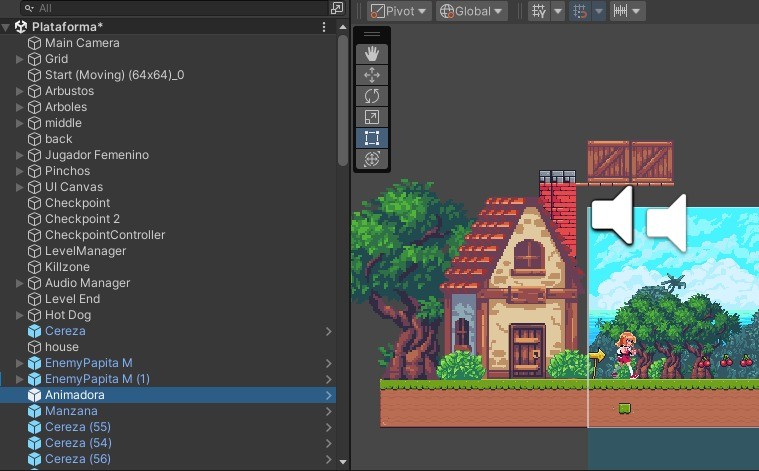 All
Pivot
Global
Plataforma*
Main Camera
Grid
Start (Moving) (64x64)_0
Arbustos
Arboles
middle
back
Jugador Femenino
Pinchos
UI Canvas
Checkpoint
Checkpoint 2
CheckpointController
LevelManager
Killzone
Audio Manager
Level End
Hot Dog
Cereza
house
EnemyPapita M
EnemyPapita M (1)
Animadora
Manzana
Cereza (55)
Cereza (54)
Cereza (56)